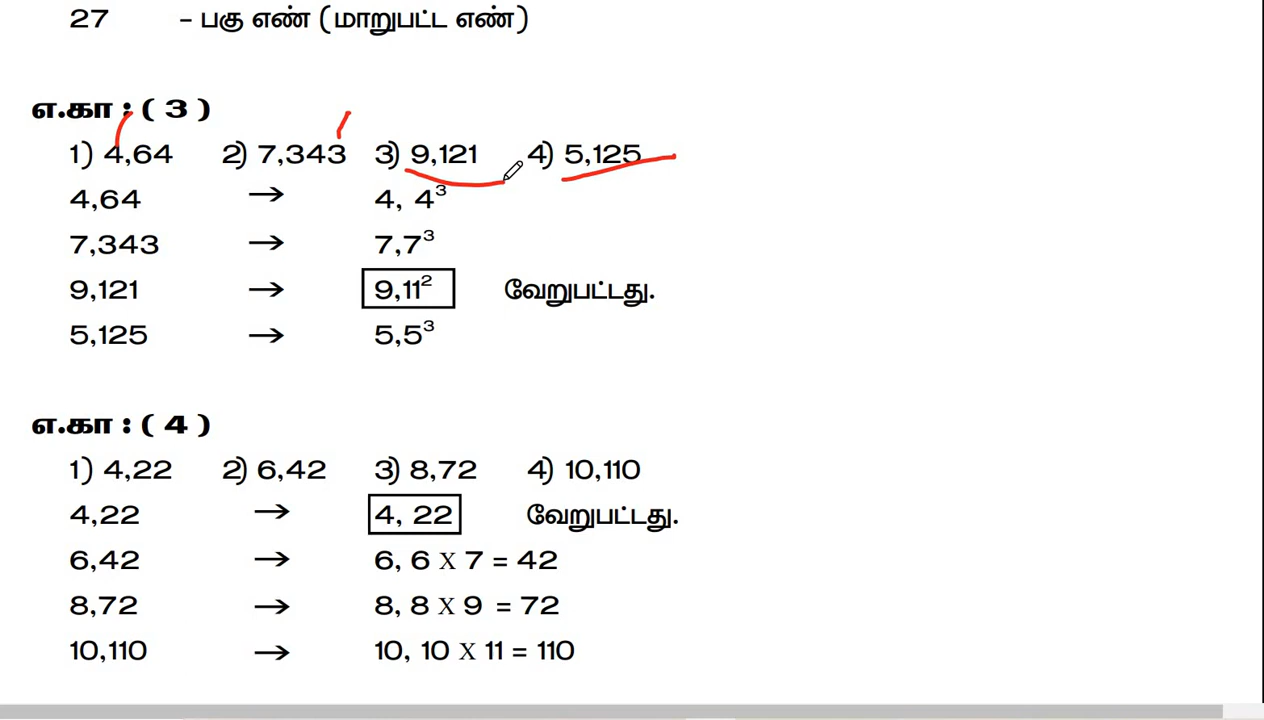 27 – பகு எண் (மாறுபட்ட எண்)
எ.கா : ( 3 )
1) 4,64 2) 7,343 3) 9,121 4) 5,125
4,64 → 4, 4³
7,343 → 7,7³
9,121 → 9,11² வேறுபட்டது.
5,125 → 5,5³
எ.கா : ( 4 )
1) 4,22 2) 6,42 3) 8,72 4) 10,110
4,22 → 4, 22 வேறுபட்டது.
6,42 → 6, 6 X 7 = 42
8,72 → 8, 8 X 9 = 72
10,110 → 10, 10 X 11 = 110